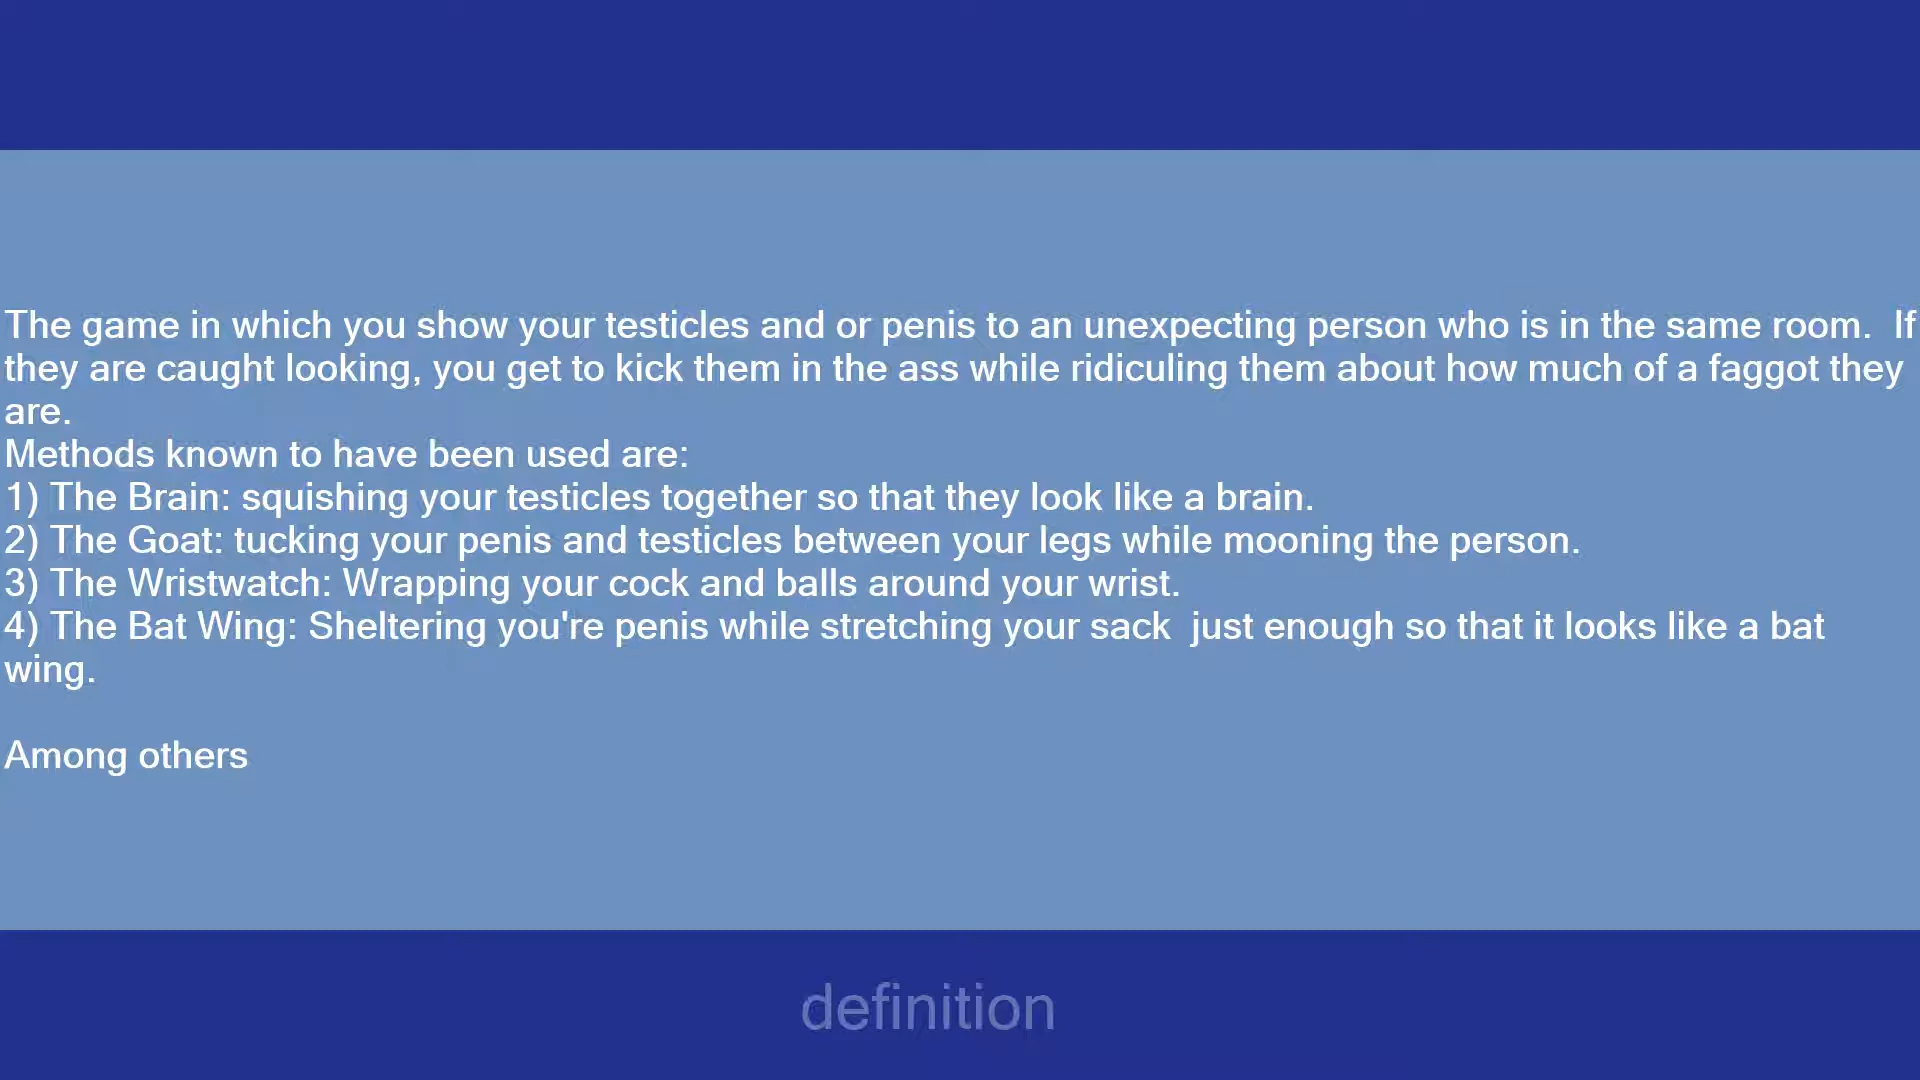 The game in which you show your testicles and or penis to an unexpecting person who is in the same room.  If
they are caught looking, you get to kick them in the ass while ridiculing them about how much of a faggot they
are.
Methods known to have been used are:
1) The Brain: squishing your testicles together so that they look like a brain.
2) The Goat: tucking your penis and testicles between your legs while mooning the person.
3) The Wristwatch: Wrapping your cock and balls around your wrist.
4) The Bat Wing: Sheltering you're penis while stretching your sack  just enough so that it looks like a bat
wing.
Among others
definition